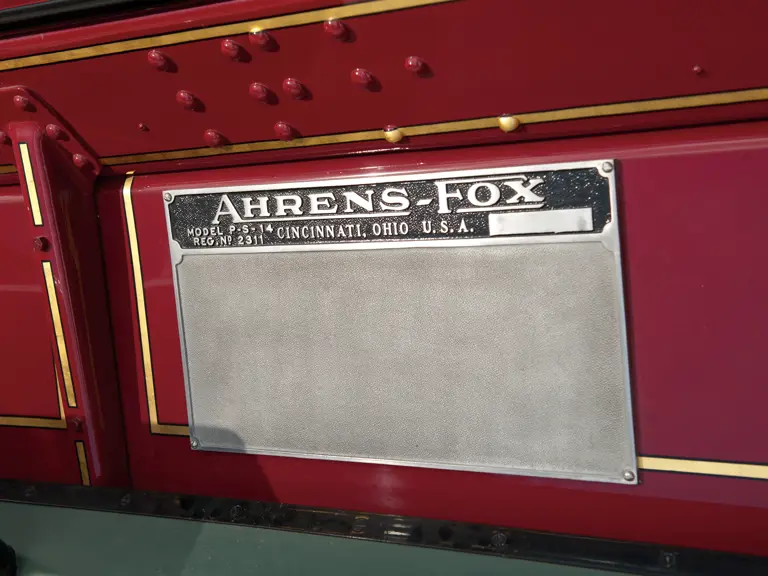 AHRENS-FOX
MODEL P-S-14 CINCINNATI, OHIO U.S.A.
REG. Nº 2311